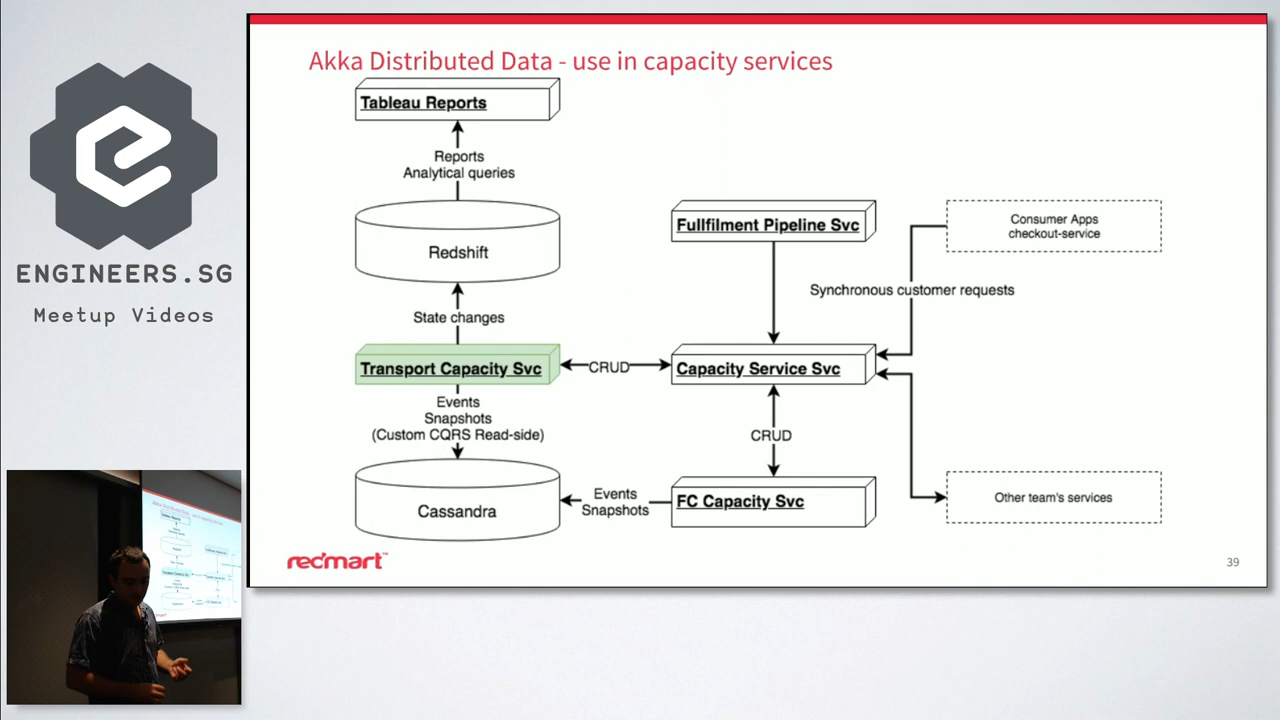 ENGINEERS.SG
Meetup Videos
Akka Distributed Data - use in capacity services
Tableau Reports
Reports
Analytical queries
Redshift
State changes
Transport Capacity Svc
Events
Snapshots
(Custom CQRS Read-side)
Cassandra
Fullfilment Pipeline Svc
CRUD
Capacity Service Svc
CRUD
FC Capacity Svc
Events
Snapshots
Consumer Apps
checkout-service
Synchronous customer requests
Other team's services
redmart™
39